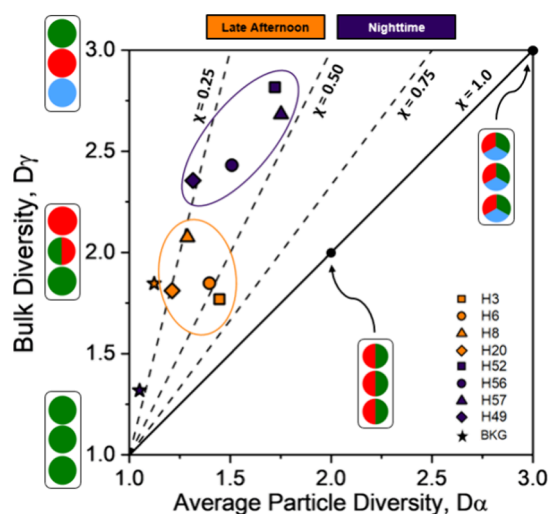 Late Afternoon
Nighttime
3.0
2.5
2.0
1.5
1.0
Bulk Diversity, Dγ
χ 0.25
χ = 0.50
χ = 0.75
χ = 1.0
H3
H6
H8
H20
H52
H56
H57
H49
BKG
1.0 1.5 2.0 2.5 3.0
Average Particle Diversity, Dα